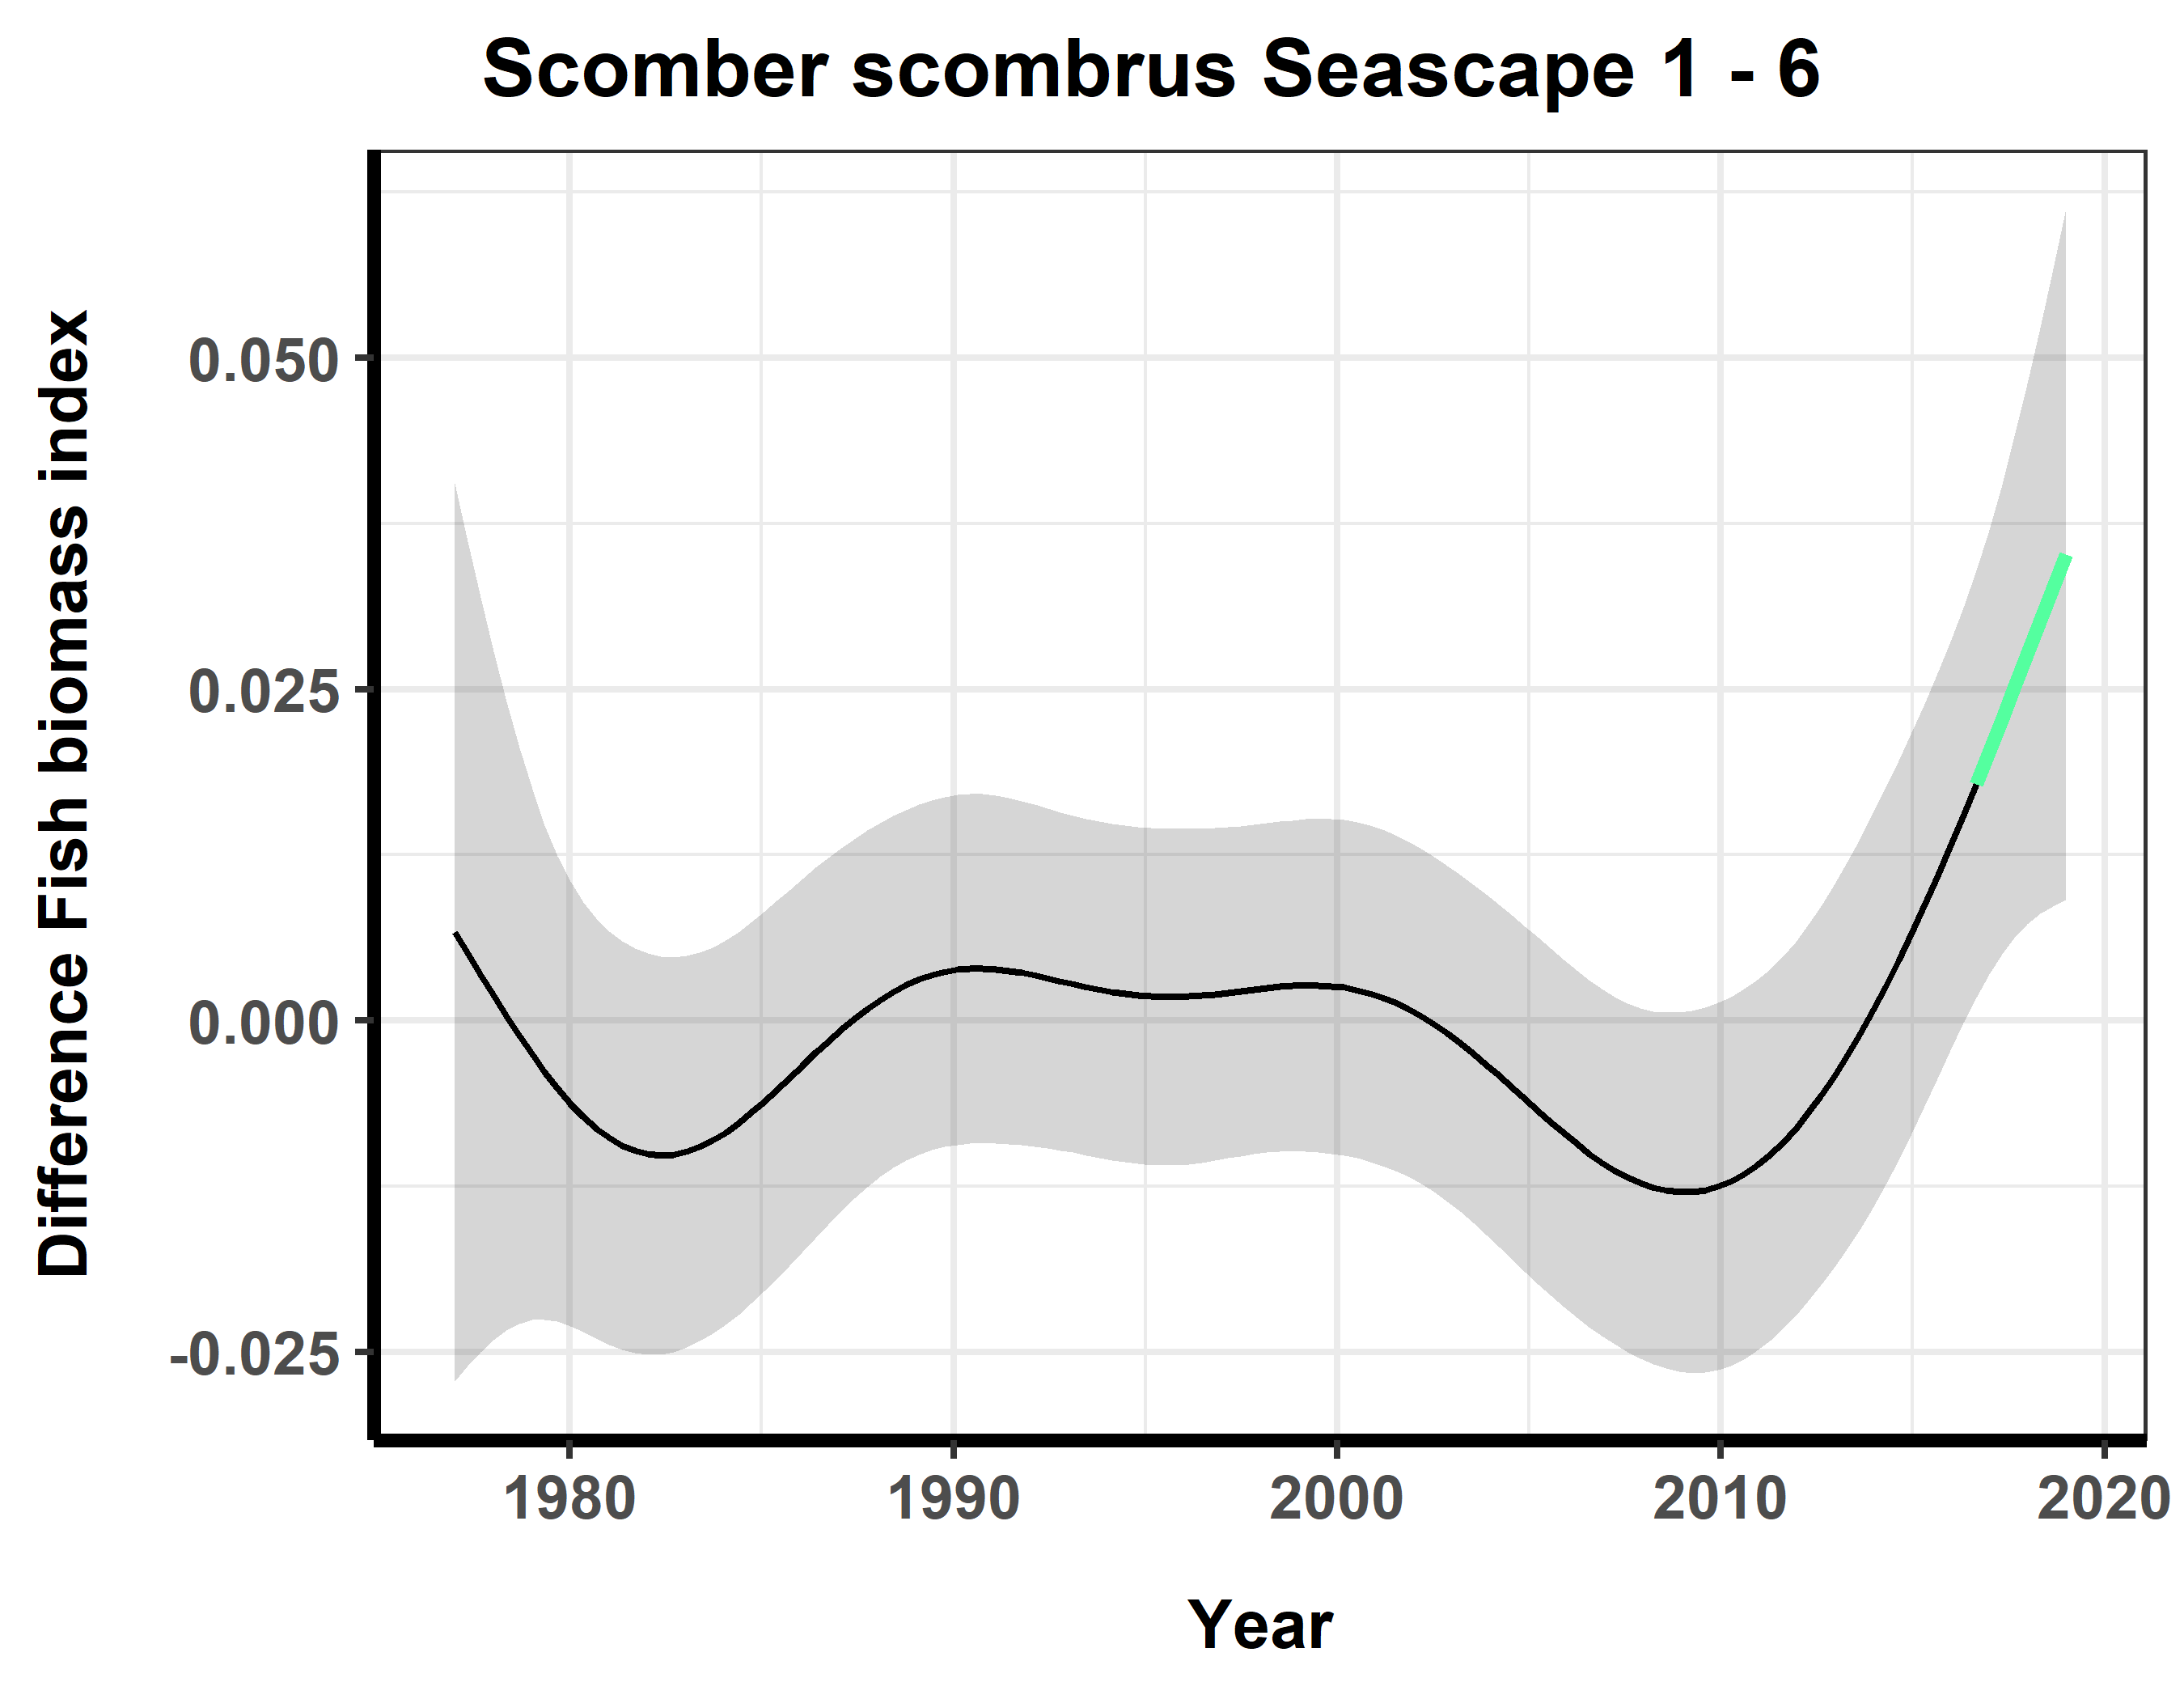 Scomber scombrus Seascape 1 - 6
Difference Fish biomass index
0.050
0.025
0.000
-0.025
1980 1990 2000 2010 2020
Year